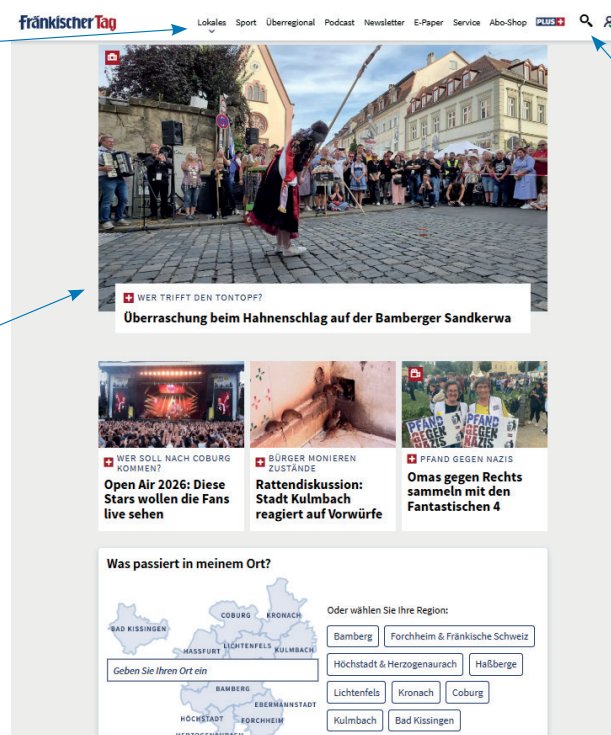 fränkischerTag
Lokales Sport Überregional Podcast Newsletter E-Paper Service Abo-Shop PLUS
WER TRIFFT DEN TONTOPF?
Überraschung beim Hahnenschlag auf der Bamberger Sandkerwa
WER SOLL NACH COBURG
KOMMEN?
Open Air 2026: Diese
Stars wollen die Fans
live sehen
BÜRGER MONIEREN
ZUSTÄNDE
Rattendiskussion:
Stadt Kulmbach
reagiert auf Vorwürfe
PFAND
GEGEN
NAZIS
PFAND
GEGEN
NAZIS
PFAND GEGEN NAZIS
Omas gegen Rechts
sammeln mit den
Fantastischen 4
Was passiert in meinem Ort?
COBURG KRONACH
BAD KISSINGEN
HASSFURT LICHTENFELS KULMBACH
Geben Sie Ihren Ort ein
BAMBERG
EBERMANNSTADT
HÖCHSTADT FORCHHEIM
HERZOGENAURACH
Oder wählen Sie Ihre Region:
Bamberg Forchheim & Fränkische Schweiz
Höchstadt & Herzogenaurach Haßberge
Lichtenfels Kronach Coburg
Kulmbach Bad Kissingen